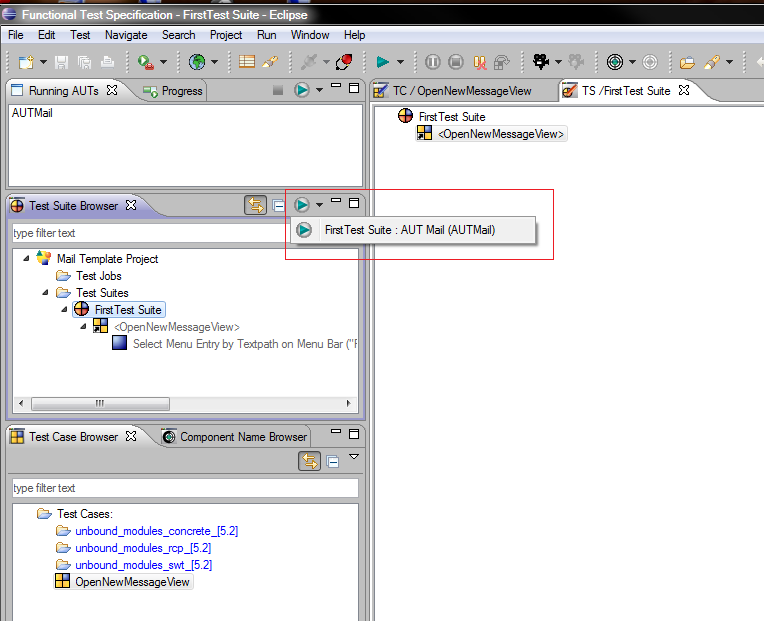 Functional Test Specification - FirstTest Suite - Eclipse
File Edit Test Navigate Search Project Run Window Help
Running AUTs Progress
AUTMail
TC / OpenNewMessageView TS /FirstTest Suite
FirstTest Suite
<OpenNewMessageView>
Test Suite Browser
FirstTest Suite : AUT Mail (AUTMail)
type filter text
Mail Template Project
Test Jobs
Test Suites
FirstTest Suite
<OpenNewMessageView>
Select Menu Entry by Textpath on Menu Bar ("F
Test Case Browser Component Name Browser
type filter text
Test Cases:
unbound_modules_concrete_[5.2]
unbound_modules_rcp_[5.2]
unbound_modules_swt_[5.2]
OpenNewMessageView